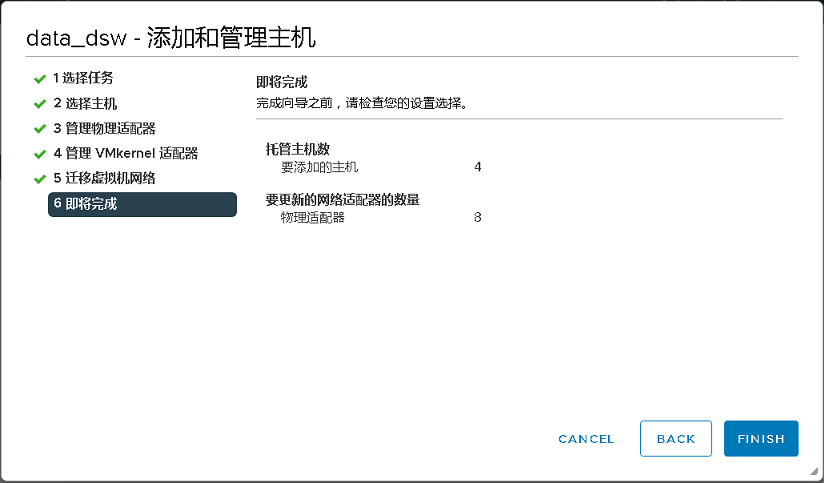 data_dsw - 添加和管理主机
1 选择任务
2 选择主机
3 管理物理适配器
4 管理 VMkernel 适配器
5 迁移虚拟机网络
6 即将完成
即将完成
完成向导之前，请检查您的设置选择。
托管主机数
要添加的主机 4
要更新的网络适配器的数量
物理适配器 8
CANCEL BACK FINISH